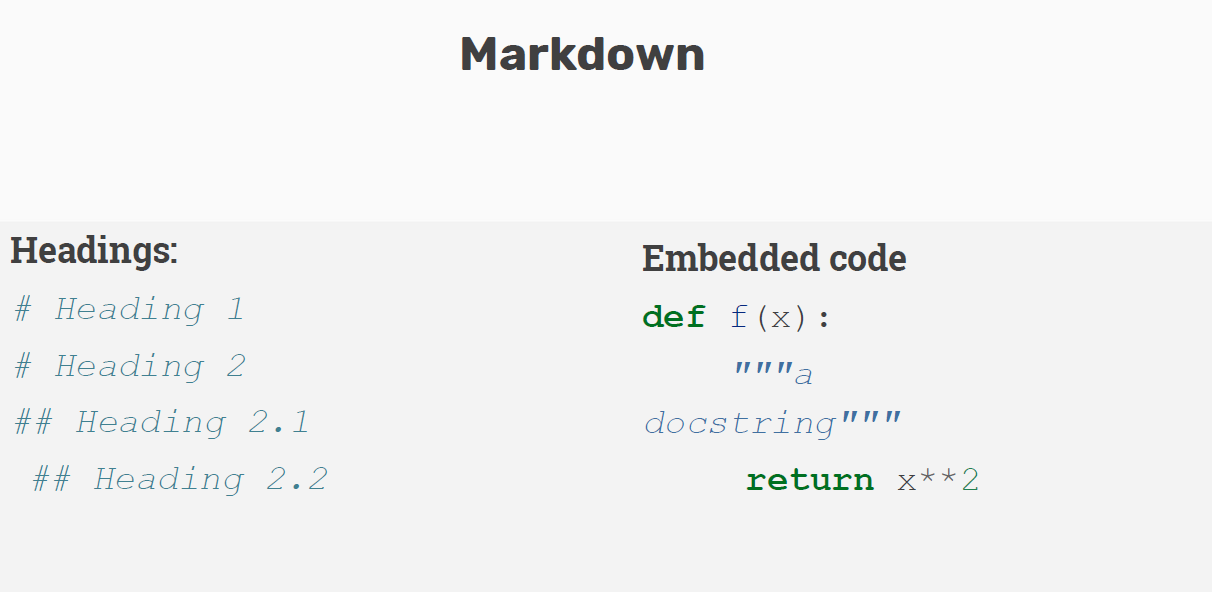 Markdown
Headings:
# Heading 1
# Heading 2
## Heading 2.1
## Heading 2.2
Embedded code
def f(x):
"""a
docstring"""
return x**2